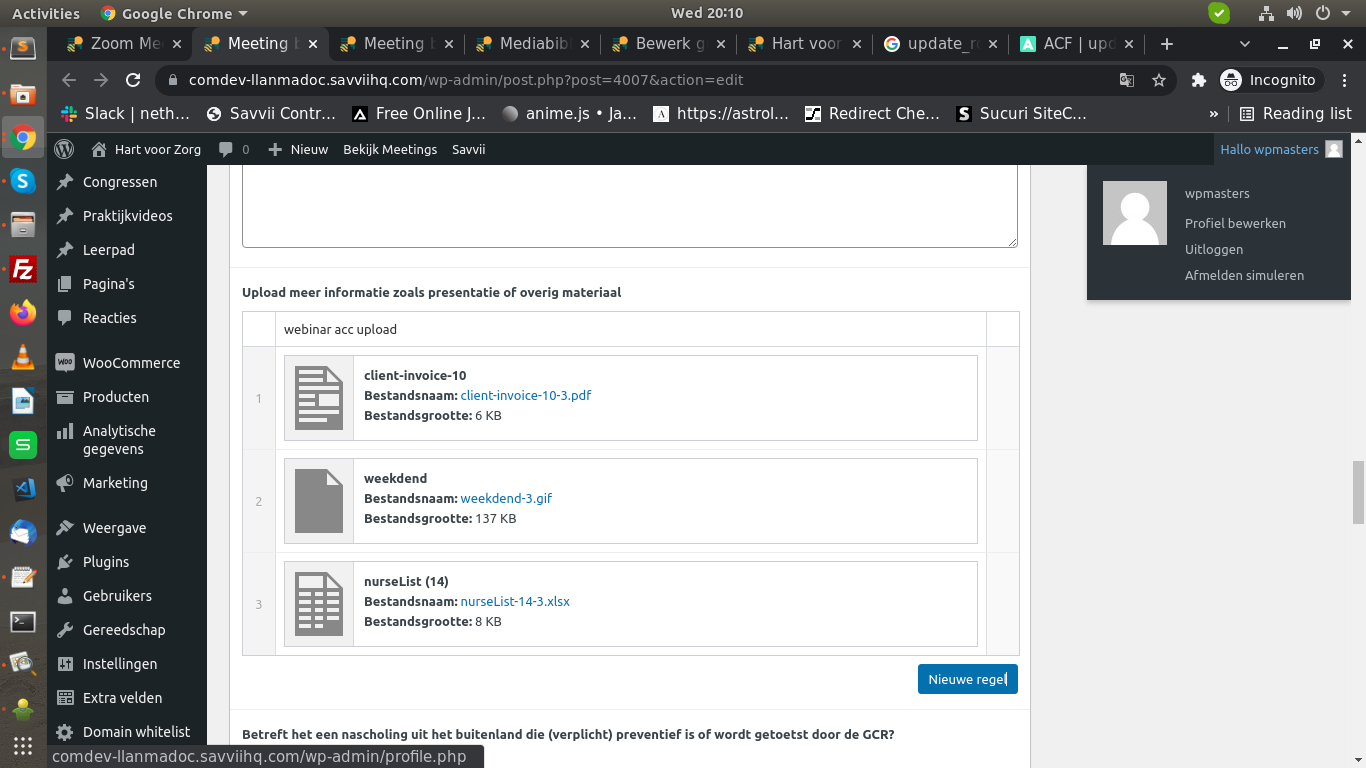 Activities
Google Chrome
Wed 20:10
Zoom Me
Meeting b
Meeting b
Mediabibl
Bewerk g
Hart voor
update_r
ACF | upd
comdev-llanmadoc.savviihq.com/wp-admin/post.php?post=4007&action=edit
Incognito
Slack | neth…
Savvii Contr…
Free Online J…
anime.js • Ja…
https://astrol…
Redirect Che…
Sucuri SiteC…
»
Reading list
Hart voor Zorg
0
Nieuw
Bekijk Meetings
Savvii
Hallo wpmasters
wpmasters
Profiel bewerken
Uitloggen
Afmelden simuleren
Congressen
Praktijkvideos
Leerpad
Pagina's
Reacties
WooCommerce
Producten
Analytische
gegevens
Marketing
Weergave
Plugins
Gebruikers
Gereedschap
Instellingen
Extra velden
Domain whitelist
Upload meer informatie zoals presentatie of overig materiaal
webinar acc upload
1
client-invoice-10
Bestandsnaam: client-invoice-10-3.pdf
Bestandsgrootte: 6 KB
2
weekdend
Bestandsnaam: weekdend-3.gif
Bestandsgrootte: 137 KB
3
nurseList (14)
Bestandsnaam: nurseList-14-3.xlsx
Bestandsgrootte: 8 KB
Nieuwe regel
Betreft het een nascholing uit het buitenland die (verplicht) preventief is of wordt getoetst door de GCR?
comdev-llanmadoc.savviihq.com/wp-admin/profile.php